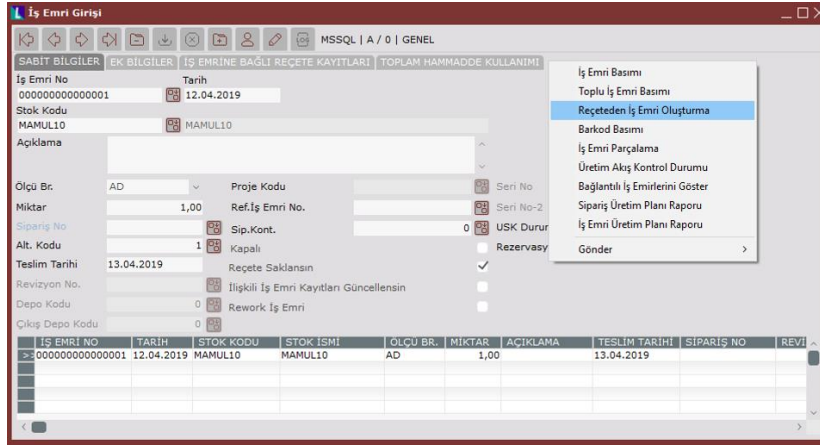 İş Emri Girişi
MSSQL | A / 0 | GENEL
SABİT BİLGİLER EK BİLGİLER İŞ EMRİNE BAĞLI REÇETE KAYITLARI TOPLAM HAMMADDE KULLANIMI
İş Emri No Tarih
000000000000001 12.04.2019
Stok Kodu
MAMUL10 MAMUL10
Açıklama
Ölçü Br. AD Proje Kodu Seri No
Miktar 1,00 Ref.İş Emri No. Seri No-2
Sipariş No Sip.Kont. 0 USK Durur
Alt. Kodu 1 Kapalı Rezervasy
Teslim Tarihi 13.04.2019 Reçete Saklansın
Revizyon No. İlişkili İş Emri Kayıtları Güncellensin
Depo Kodu 0 Rework İş Emri
Çıkış Depo Kodu 0
İş Emri Basımı
Toplu İş Emri Basımı
Reçeteden İş Emri Oluşturma
Barkod Basımı
İş Emri Parçalama
Üretim Akış Kontrol Durumu
Bağlantılı İş Emirlerini Göster
Sipariş Üretim Planı Raporu
İş Emri Üretim Planı Raporu
Gönder
İŞ EMRİ NO TARİH STOK KODU STOK İSMİ ÖLÇÜ BR. MİKTAR AÇIKLAMA TESLİM TARİHİ SİPARİŞ NO REVİ
000000000000001 12.04.2019 MAMUL10 MAMUL10 AD 1,00 13.04.2019